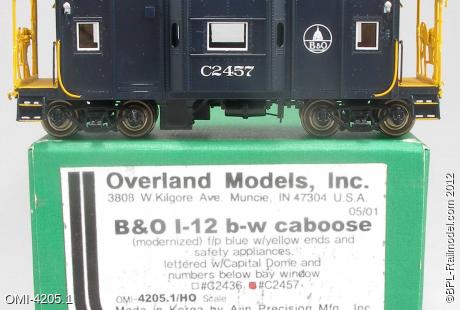 B&O
C2457
Overland Models, Inc.
3808 W. Kilgore Ave. Muncie, IN 47304 U.S.A.
05/01
B&O I-12 b-w caboose
(modernized) f/p blue w/yellow ends and
safety appliances.
lettered w/Capital Dome and
numbers below bay window
#C2436 #C2457
OMI-4205.1/HO Scale
Made in Korea by Ajin Precision Mfg., Inc.
OMI-4205.1
©BPL-Railmodel.com 2012